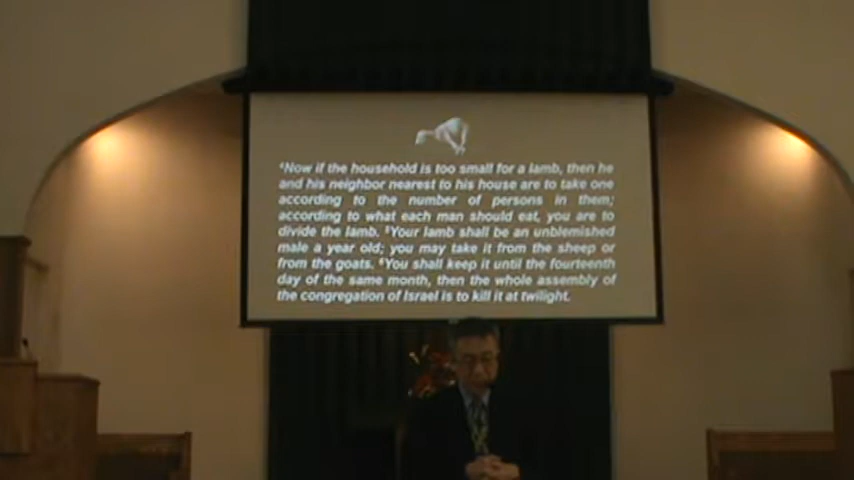 ⁴Now if the household is too small for a lamb, then he
and his neighbor nearest to his house are to take one
according to the number of persons in them;
according to what each man should eat, you are to
divide the lamb. ⁵Your lamb shall be an unblemished
male a year old; you may take it from the sheep or
from the goats. ⁶You shall keep it until the fourteenth
day of the same month, then the whole assembly of
the congregation of Israel is to kill it at twilight.